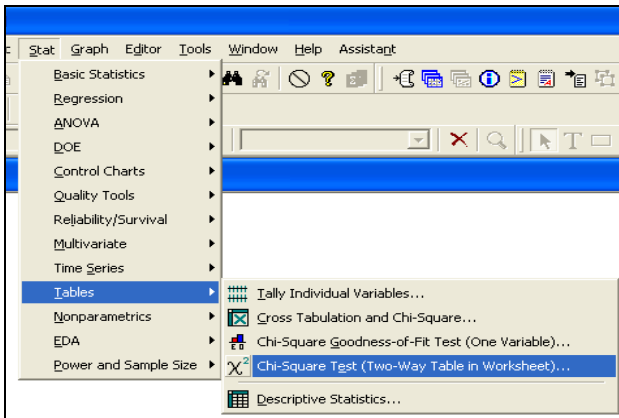 Stat Graph Editor Tools Window Help Assistant
Basic Statistics
Regression
ANOVA
DOE
Control Charts
Quality Tools
Reliability/Survival
Multivariate
Time Series
Tables
Nonparametrics
EDA
Power and Sample Size
Tally Individual Variables...
Cross Tabulation and Chi-Square...
Chi-Square Goodness-of-Fit Test (One Variable)...
χ² Chi-Square Test (Two-Way Table in Worksheet)...
Descriptive Statistics...